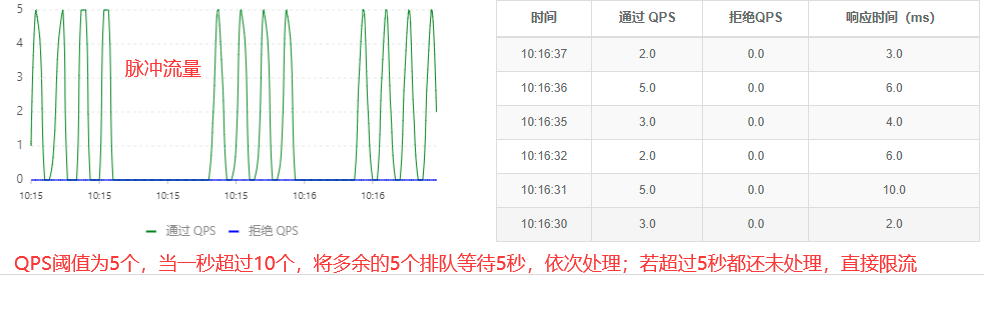 5
4
3
2
1
0
脉冲流量
10:15 10:15 10:15 10:15 10:16 10:16
通过 QPS 拒绝 QPS
时间 通过 QPS 拒绝QPS 响应时间（ms）
10:16:37 2.0 0.0 3.0
10:16:36 5.0 0.0 6.0
10:16:35 3.0 0.0 4.0
10:16:32 2.0 0.0 6.0
10:16:31 5.0 0.0 10.0
10:16:30 3.0 0.0 2.0
QPS阈值为5个，当一秒超过10个，将多余的5个排队等待5秒，依次处理；若超过5秒都还未处理，直接限流